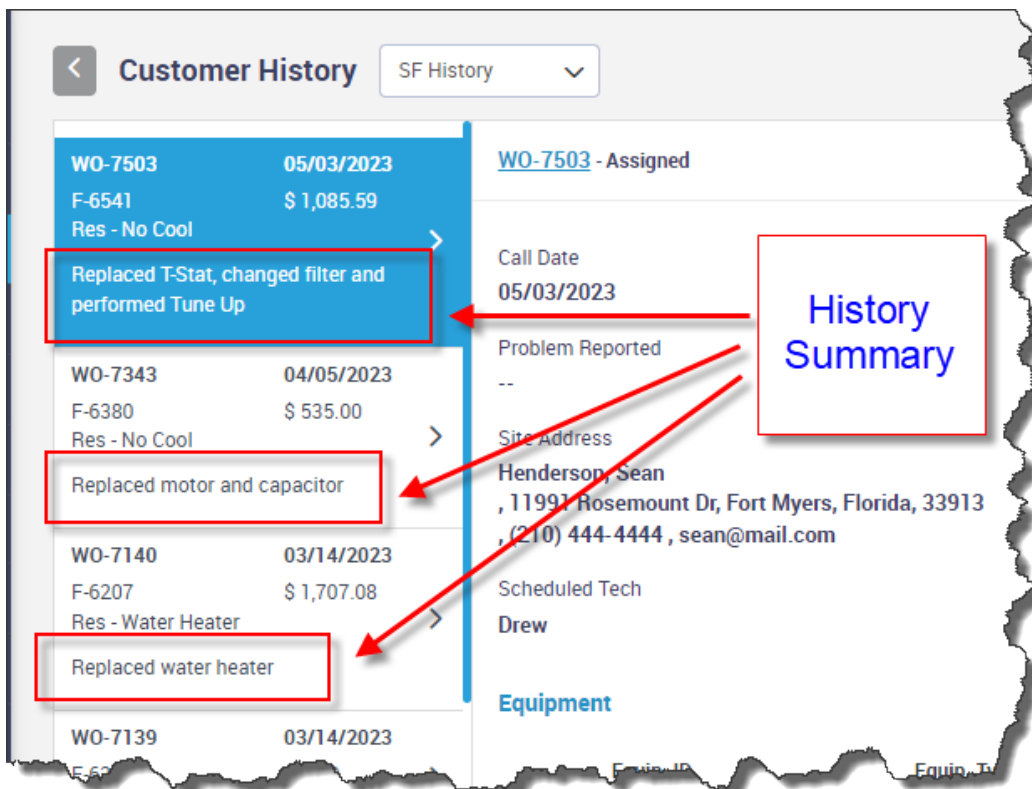 Customer History
SF History
WO-7503 05/03/2023
F-6541 $ 1,085.59
Res - No Cool
Replaced T-Stat, changed filter and
performed Tune Up
WO-7343 04/05/2023
F-6380 $ 535.00
Res - No Cool
Replaced motor and capacitor
WO-7140 03/14/2023
F-6207 $ 1,707.08
Res - Water Heater
Replaced water heater
WO-7139 03/14/2023
WO-7503 - Assigned
Call Date
05/03/2023
Problem Reported
--
Site Address
Henderson, Sean
, 11991 Rosemount Dr, Fort Myers, Florida, 33913
, (210) 444-4444 , sean@mail.com
Scheduled Tech
Drew
Equipment
History
Summary